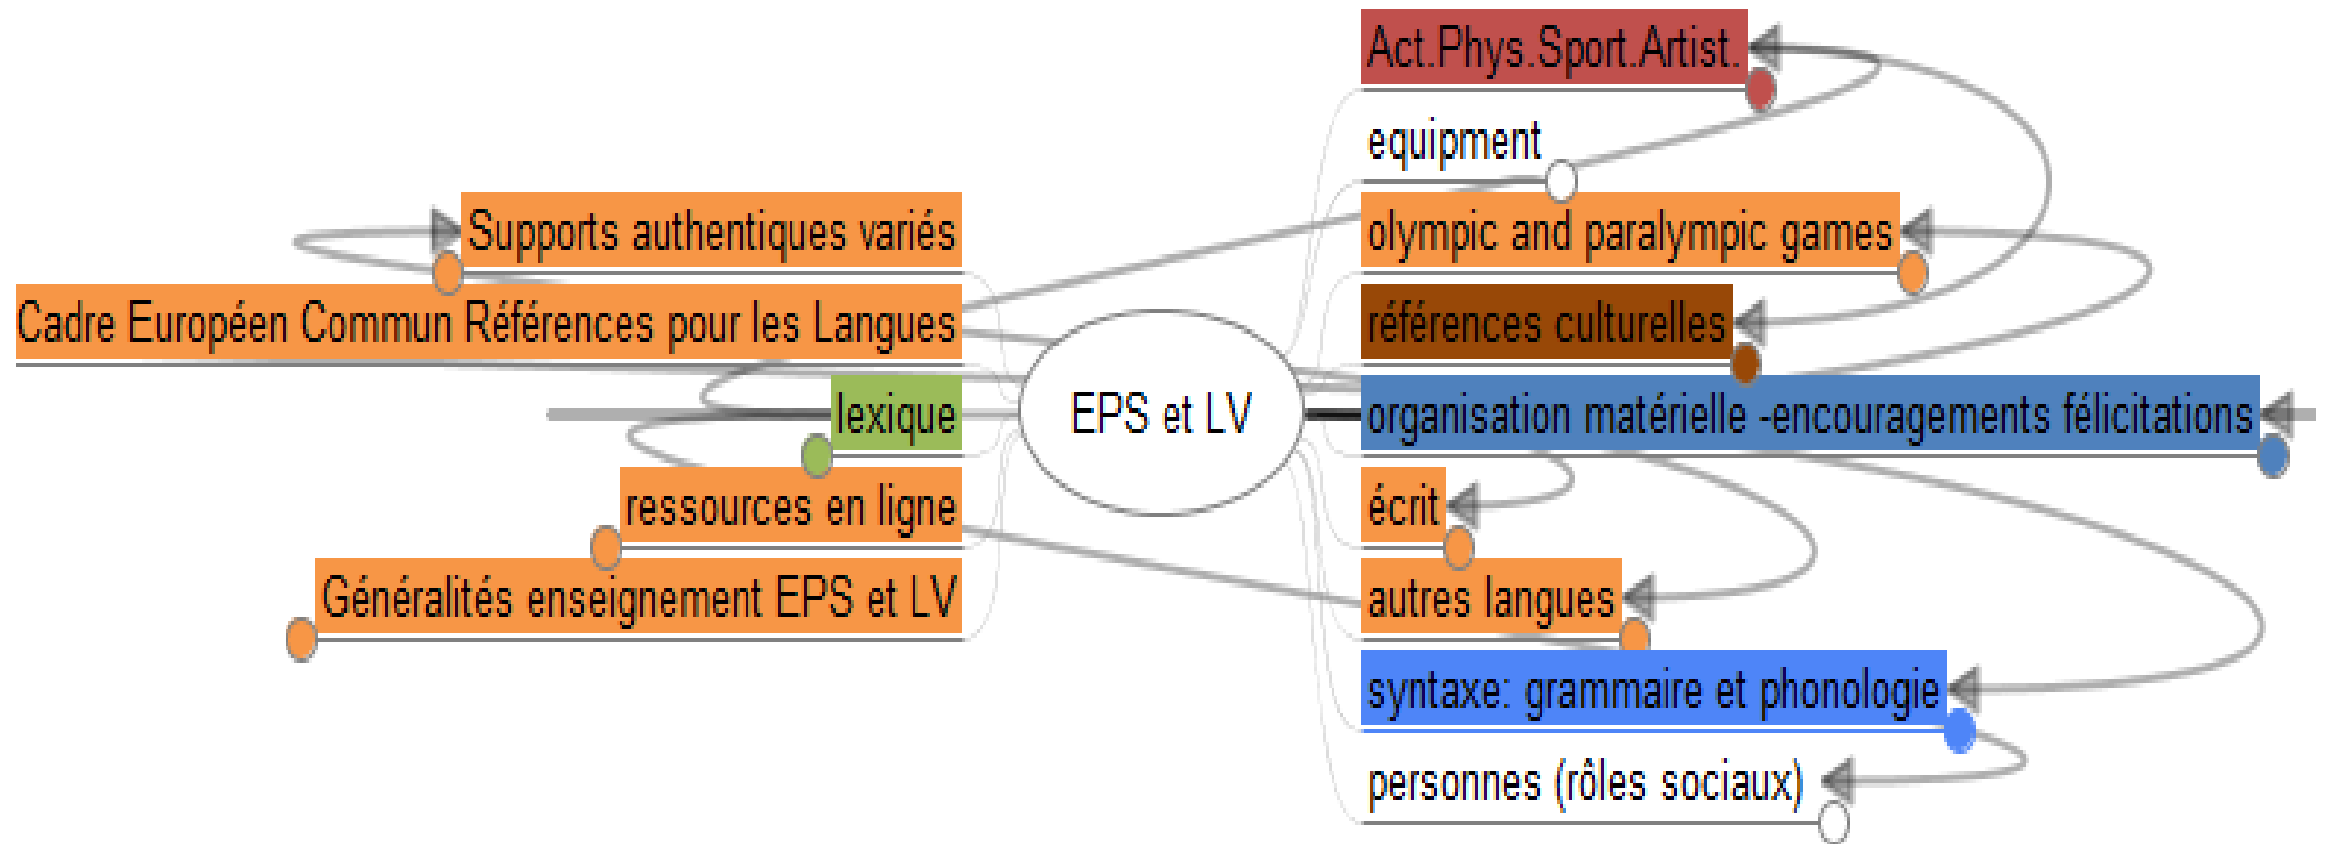 Supports authentiques variés
Cadre Européen Commun Références pour les Langues
lexique
ressources en ligne
Généralités enseignement EPS et LV
EPS et LV
Act.Phys.Sport.Artist.
equipment
olympic and paralympic games
références culturelles
organisation matérielle -encouragements félicitations
écrit
autres langues
syntaxe: grammaire et phonologie
personnes (rôles sociaux)